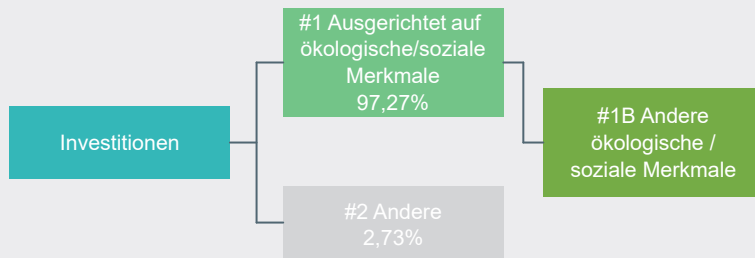 Investitionen
#1 Ausgerichtet auf
ökologische/soziale
Merkmale
97,27%
#2 Andere
2,73%
#1B Andere
ökologische /
soziale Merkmale